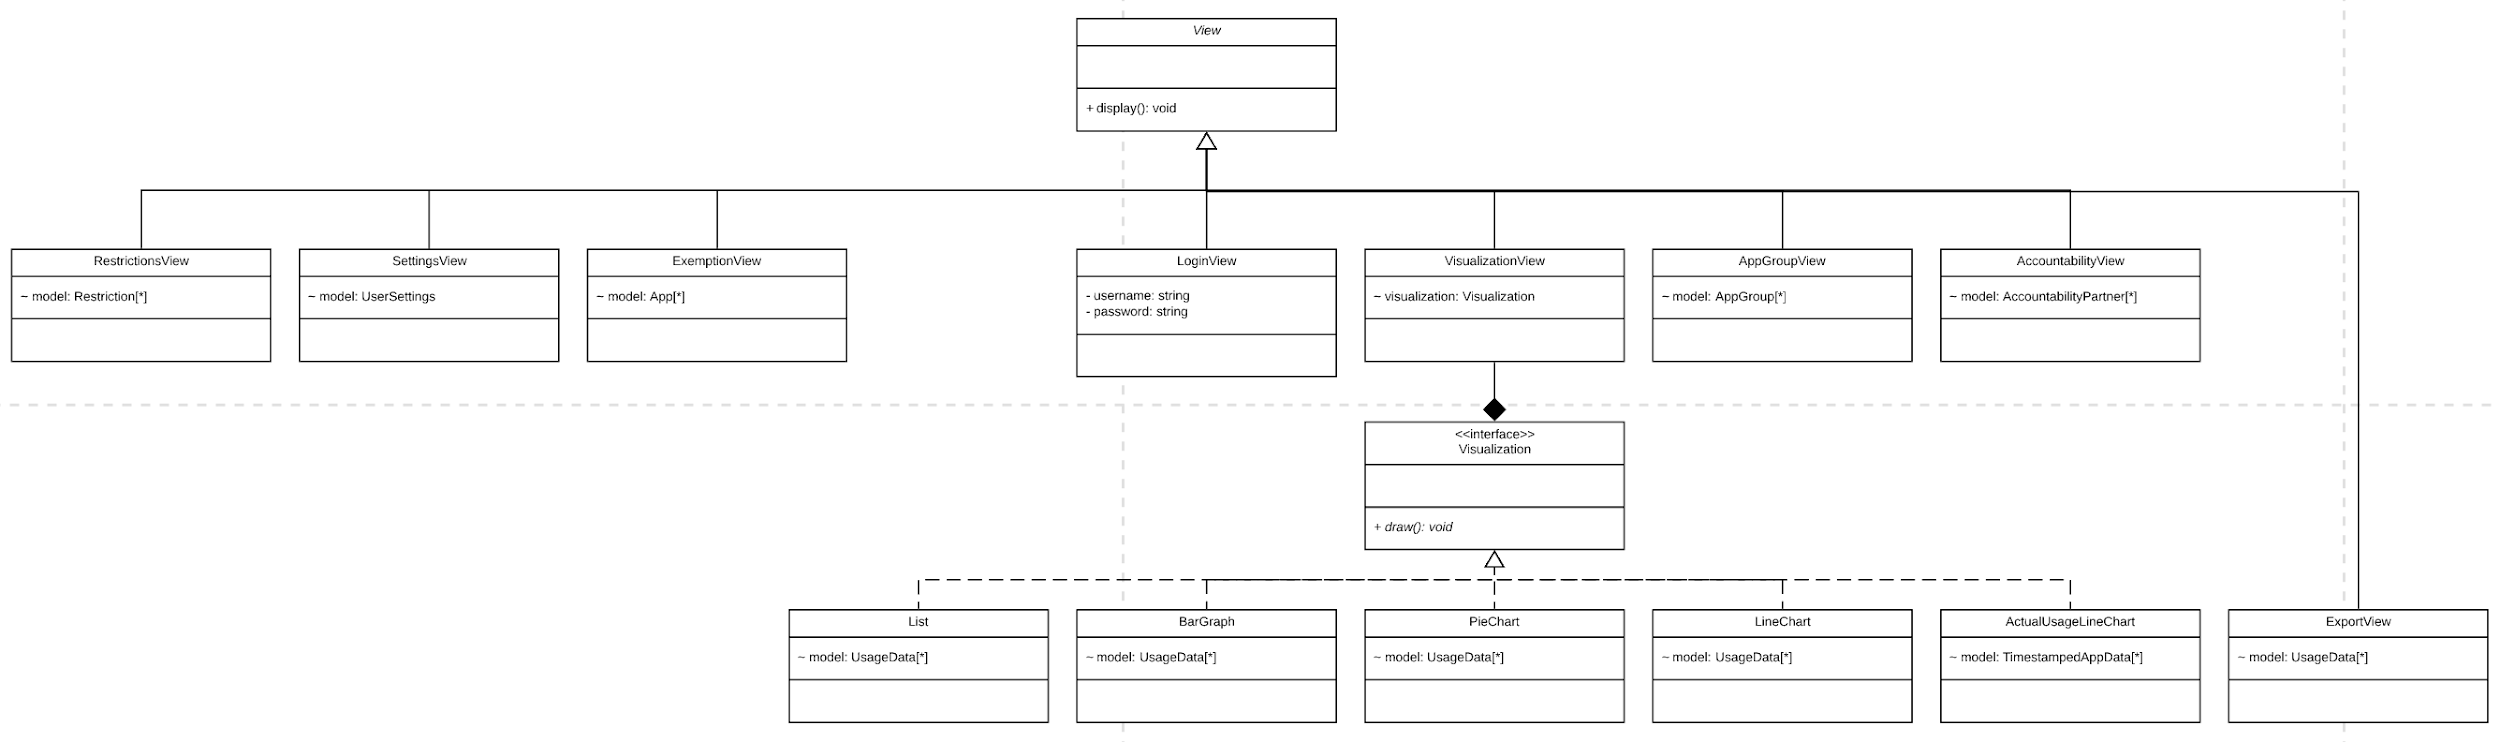 View
+ display(): void
RestrictionsView
~ model: Restriction[*]
SettingsView
~ model: UserSettings
ExemptionView
~ model: App[*]
LoginView
- username: string
- password: string
VisualizationView
~ visualization: Visualization
AppGroupView
~ model: AppGroup[*]
AccountabilityView
~ model: AccountabilityPartner[*]
<<interface>>
Visualization
+ draw(): void
List
~ model: UsageData[*]
BarGraph
~ model: UsageData[*]
PieChart
~ model: UsageData[*]
LineChart
~ model: UsageData[*]
ActualUsageLineChart
~ model: TimestampedAppData[*]
ExportView
~ model: UsageData[*]